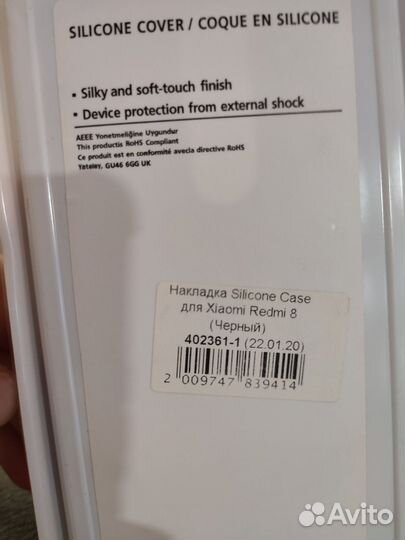 SILICONE COVER / COQUE EN SILICONE
• Silky and soft-touch finish
• Device protection from external shock
AEEE Yonetmeliğine Uygundur
This productis RoHS Compliant
Ce produit est en conformité avecla directive RoHS
Yateley, GU46 6GG UK
Накладка Silicone Case
для Xiaomi Redmi 8
(Черный)
402361-1 (22.01.20)
2 009747 839414
Avito